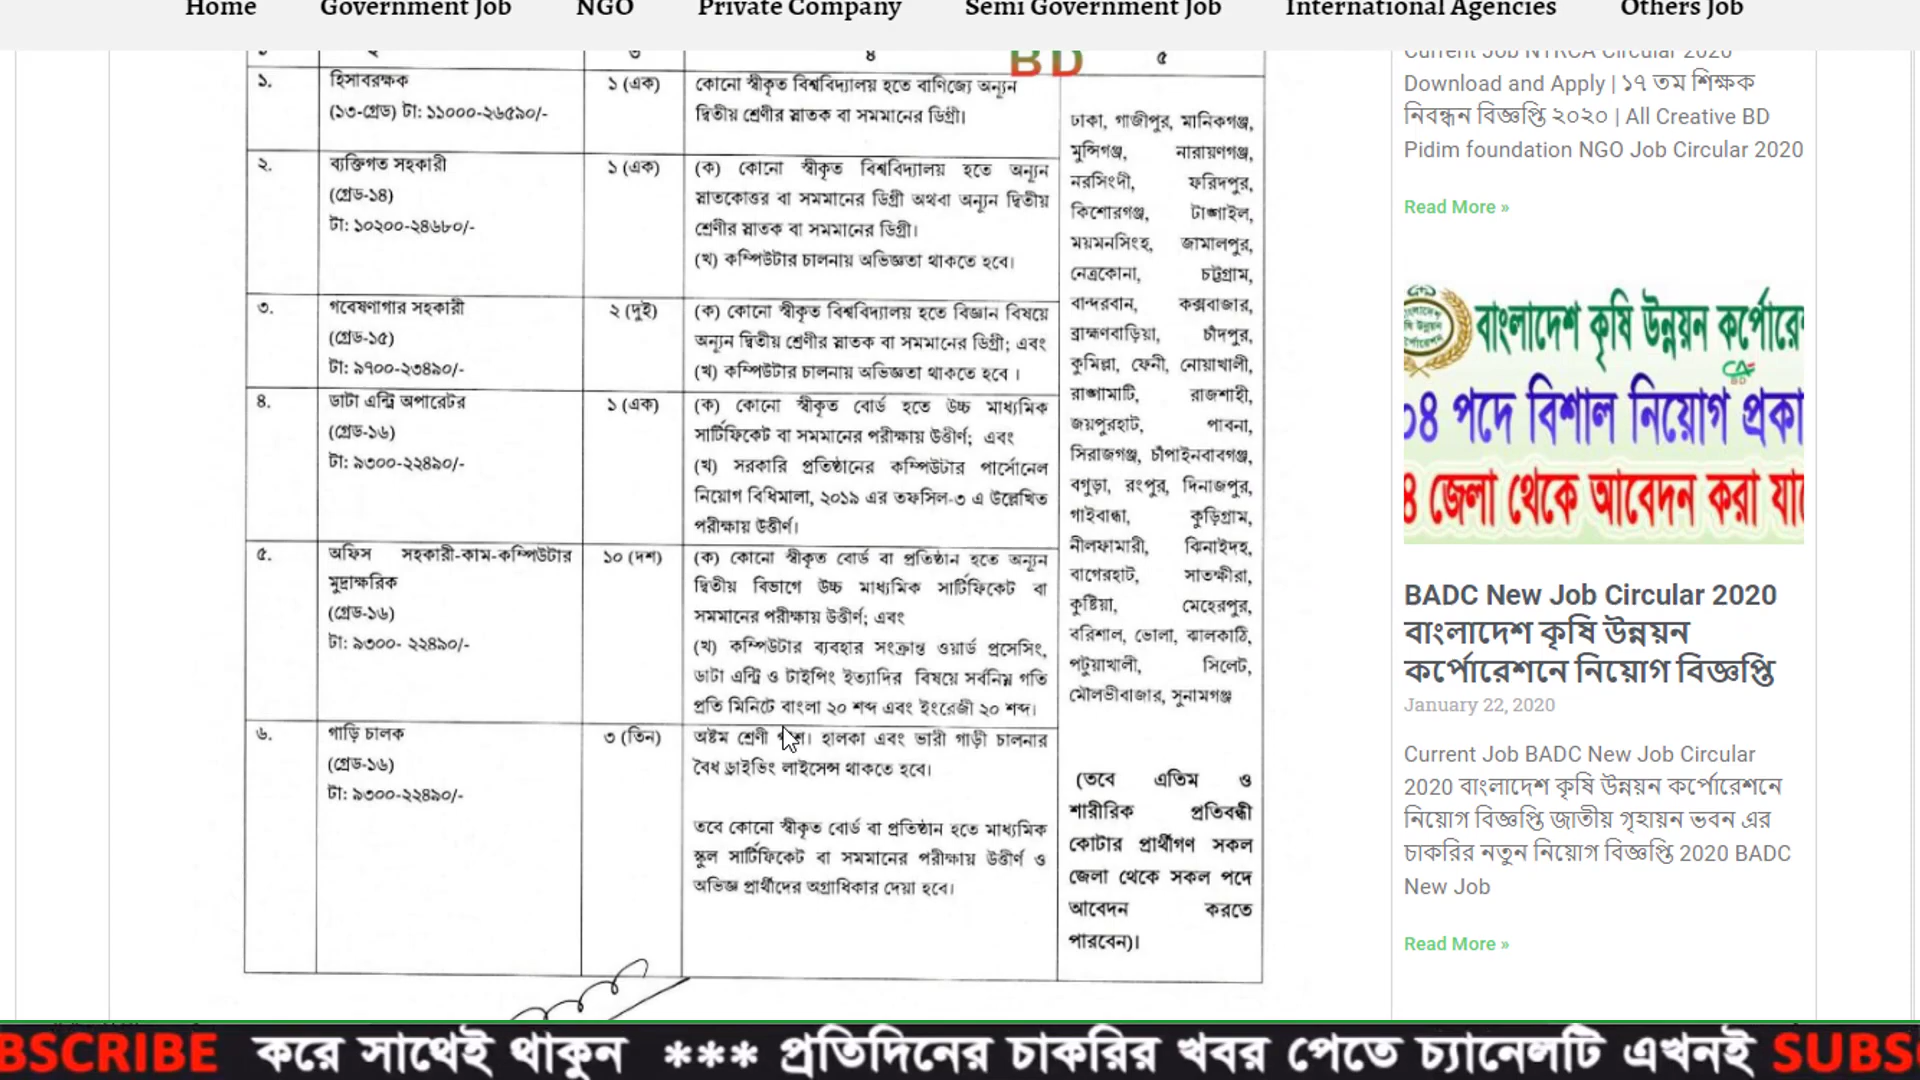 Home Government Job NGO Private Company Semi Government Job International Agencies Others Job
১ ২ ৩ ৪ ৫
BD
১.
হিসাবরক্ষক
(১৩-গ্রেড) টা: ১১০০০-২৬৫৯০/-
১ (এক)
কোনো স্বীকৃত বিশ্ববিদ্যালয় হতে বাণিজ্যে অন্যূন
দ্বিতীয় শ্রেণীর স্নাতক বা সমমানের ডিগ্রী।
২.
ব্যক্তিগত সহকারী
(গ্রেড-১৪)
টা: ১০২০০-২৪৬৮০/-
১ (এক)
(ক) কোনো স্বীকৃত বিশ্ববিদ্যালয় হতে অন্যূন
স্নাতকোত্তর বা সমমানের ডিগ্রী অথবা অন্যূন দ্বিতীয়
শ্রেণীর স্নাতক বা সমমানের ডিগ্রী।
(খ) কম্পিউটার চালনায় অভিজ্ঞতা থাকতে হবে।
৩.
গবেষণাগার সহকারী
(গ্রেড-১৫)
টা: ৯৭০০-২৩৪৯০/-
২ (দুই)
(ক) কোনো স্বীকৃত বিশ্ববিদ্যালয় হতে বিজ্ঞান বিষয়ে
অন্যূন দ্বিতীয় শ্রেণীর স্নাতক বা সমমানের ডিগ্রী; এবং
(খ) কম্পিউটার চালনায় অভিজ্ঞতা থাকতে হবে ।
৪.
ডাটা এন্ট্রি অপারেটর
(গ্রেড-১৬)
টা: ৯৩০০-২২৪৯০/-
১ (এক)
(ক) কোনো স্বীকৃত বোর্ড হতে উচ্চ মাধ্যমিক
সার্টিফিকেট বা সমমানের পরীক্ষায় উত্তীর্ণ; এবং
(খ) সরকারি প্রতিষ্ঠানের কম্পিউটার পার্সোনেল
নিয়োগ বিধিমালা, ২০১৯ এর তফসিল-৩ এ উল্লেখিত
পরীক্ষায় উত্তীর্ণ।
৫.
অফিস সহকারী-কাম-কম্পিউটার
মুদ্রাক্ষরিক
(গ্রেড-১৬)
টা: ৯৩০০- ২২৪৯০/-
১০ (দশ)
(ক) কোনো স্বীকৃত বোর্ড বা প্রতিষ্ঠান হতে অন্যূন
দ্বিতীয় বিভাগে উচ্চ মাধ্যমিক সার্টিফিকেট বা
সমমানের পরীক্ষায় উত্তীর্ণ; এবং
(খ) কম্পিউটার ব্যবহার সংক্রান্ত ওয়ার্ড প্রসেসিং,
ডাটা এন্ট্রি ও টাইপিং ইত্যাদির বিষয়ে সর্বনিম্ন গতি
প্রতি মিনিটে বাংলা ২০ শব্দ এবং ইংরেজী ২০ শব্দ।
৬.
গাড়ি চালক
(গ্রেড-১৬)
টা: ৯৩০০-২২৪৯০/-
৩ (তিন)
অষ্টম শ্রেণী পাশ। হালকা এবং ভারী গাড়ী চালনার
বৈধ ড্রাইভিং লাইসেন্স থাকতে হবে।
তবে কোনো স্বীকৃত বোর্ড বা প্রতিষ্ঠান হতে মাধ্যমিক
স্কুল সার্টিফিকেট বা সমমানের পরীক্ষায় উত্তীর্ণ ও
অভিজ্ঞ প্রার্থীদের অগ্রাধিকার দেয়া হবে।
ঢাকা, গাজীপুর, মানিকগঞ্জ,
মুন্সিগঞ্জ, নারায়ণগঞ্জ,
নরসিংদী, ফরিদপুর,
কিশোরগঞ্জ, টাঙ্গাইল,
ময়মনসিংহ, জামালপুর,
নেত্রকোনা, চট্টগ্রাম,
বান্দরবান, কক্সবাজার,
ব্রাহ্মণবাড়িয়া, চাঁদপুর,
কুমিল্লা, ফেনী, নোয়াখালী,
রাঙ্গামাটি, রাজশাহী,
জয়পুরহাট, পাবনা,
সিরাজগঞ্জ, চাঁপাইনবাবগঞ্জ,
বগুড়া, রংপুর, দিনাজপুর,
গাইবান্ধা, কুড়িগ্রাম,
নীলফামারী, ঝিনাইদহ,
বাগেরহাট, সাতক্ষীরা,
কুষ্টিয়া, মেহেরপুর,
বরিশাল, ভোলা, ঝালকাঠি,
পটুয়াখালী, সিলেট,
মৌলভীবাজার, সুনামগঞ্জ
(তবে এতিম ও
শারীরিক প্রতিবন্ধী
কোটার প্রার্থীগণ সকল
জেলা থেকে সকল পদে
আবেদন করতে
পারবেন)।
Current Job NTRCA Circular 2020
Download and Apply | ১৭ তম শিক্ষক
নিবন্ধন বিজ্ঞপ্তি ২০২০ | All Creative BD
Pidim foundation NGO Job Circular 2020
Read More »
বাংলাদেশ কৃষি উন্নয়ন কর্পোরে
০৪ পদে বিশাল নিয়োগ প্রকা
৪ জেলা থেকে আবেদন করা যা
BADC New Job Circular 2020
বাংলাদেশ কৃষি উন্নয়ন
কর্পোরেশনে নিয়োগ বিজ্ঞপ্তি
January 22, 2020
Current Job BADC New Job Circular
2020 বাংলাদেশ কৃষি উন্নয়ন কর্পোরেশনে
নিয়োগ বিজ্ঞপ্তি জাতীয় গৃহায়ন ভবন এর
চাকরির নতুন নিয়োগ বিজ্ঞপ্তি 2020 BADC
New Job
Read More »
BSCRIBE করে সাথেই থাকুন *** প্রতিদিনের চাকরির খবর পেতে চ্যানেলটি এখনই SUBS